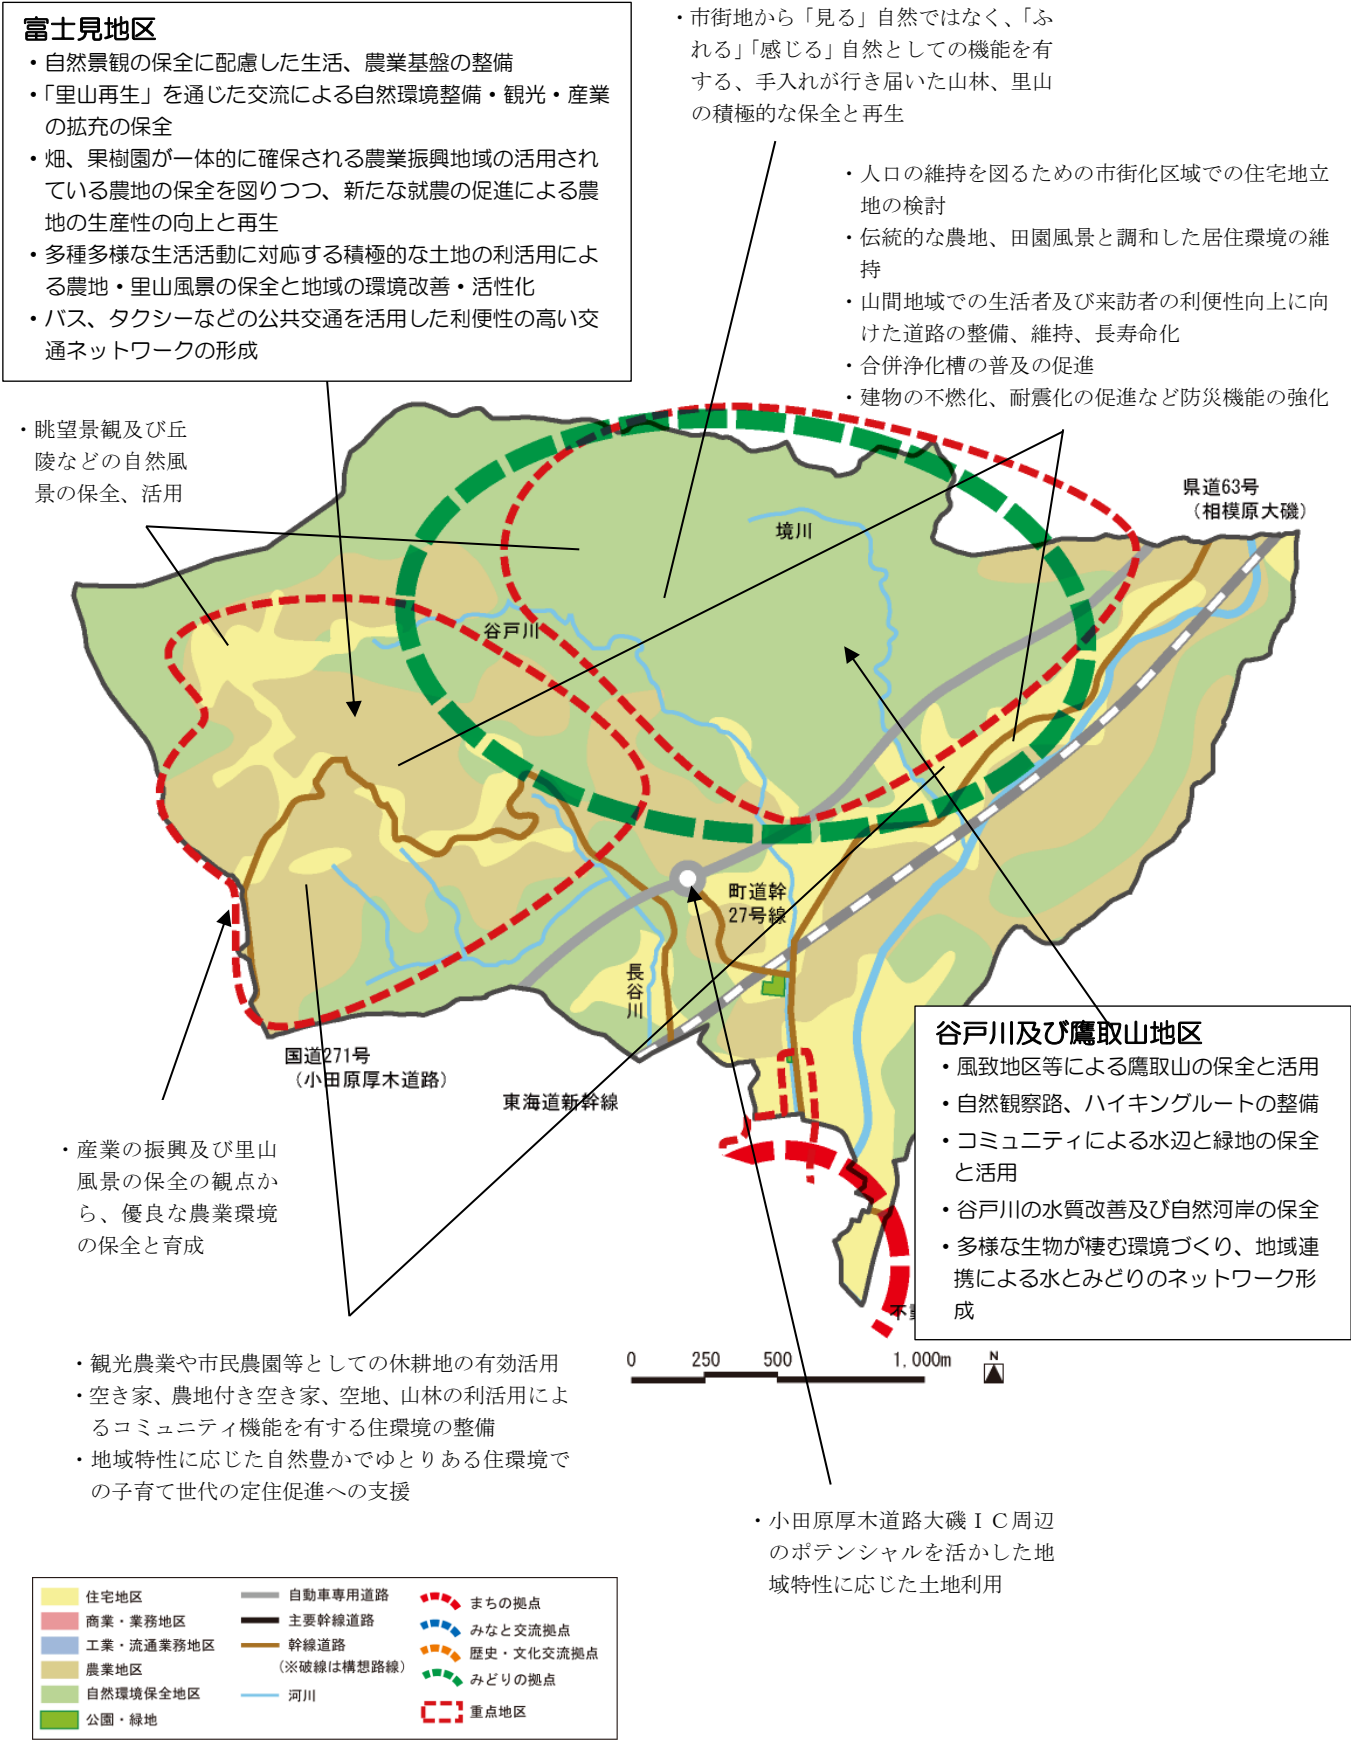 富士見地区
・自然景観の保全に配慮した生活、農業基盤の整備
・「里山再生」を通じた交流による自然環境整備・観光・産業
の拡充の保全
・畑、果樹園が一体的に確保される農業振興地域の活用され
ている農地の保全を図りつつ、新たな就農の促進による農
地の生産性の向上と再生
・多種多様な生活活動に対応する積極的な土地の利活用によ
る農地・里山風景の保全と地域の環境改善・活性化
・バス、タクシーなどの公共交通を活用した利便性の高い交
通ネットワークの形成
・市街地から「見る」自然ではなく、「ふ
れる」「感じる」自然としての機能を有
する、手入れが行き届いた山林、里山
の積極的な保全と再生
・人口の維持を図るための市街化区域での住宅地立
地の検討
・伝統的な農地、田園風景と調和した居住環境の維
持
・山間地域での生活者及び来訪者の利便性向上に向
けた道路の整備、維持、長寿命化
・合併浄化槽の普及の促進
・建物の不燃化、耐震化の促進など防災機能の強化
・眺望景観及び丘
陵などの自然風
景の保全、活用
県道63号
（相模原大磯）
境川
谷戸川
町道幹
27号線
長谷川
国道271号
（小田原厚木道路）
東海道新幹線
谷戸川及び鷹取山地区
・風致地区等による鷹取山の保全と活用
・自然観察路、ハイキングルートの整備
・コミュニティによる水辺と緑地の保全
と活用
・谷戸川の水質改善及び自然河岸の保全
・多様な生物が棲む環境づくり、地域連
携による水とみどりのネットワーク形
成
・産業の振興及び里山
風景の保全の観点か
ら、優良な農業環境
の保全と育成
不
0 250 500 1,000m
N
・観光農業や市民農園等としての休耕地の有効活用
・空き家、農地付き空き家、空地、山林の利活用によ
るコミュニティ機能を有する住環境の整備
・地域特性に応じた自然豊かでゆとりある住環境で
の子育て世代の定住促進への支援
・小田原厚木道路大磯ＩＣ周辺
のポテンシャルを活かした地
域特性に応じた土地利用
住宅地区
商業・業務地区
工業・流通業務地区
農業地区
自然環境保全地区
公園・緑地
自動車専用道路
主要幹線道路
幹線道路
（※破線は構想路線）
河川
まちの拠点
みなと交流拠点
歴史・文化交流拠点
みどりの拠点
重点地区